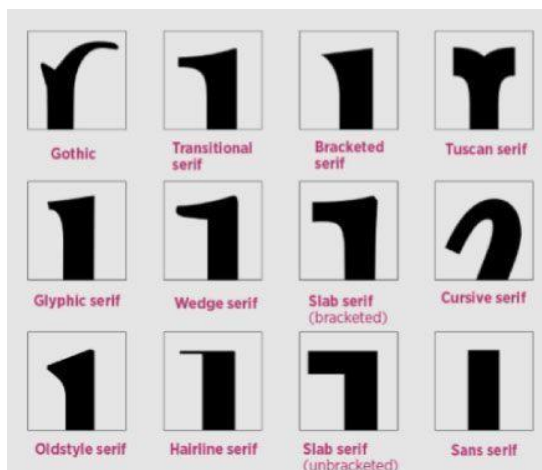 Gothic
Transitional
serif
Bracketed
serif
Tuscan serif
Glyphic serif
Wedge serif
Slab serif
(bracketed)
Cursive serif
Oldstyle serif
Hairline serif
Slab serif
(unbracketed)
Sans serif